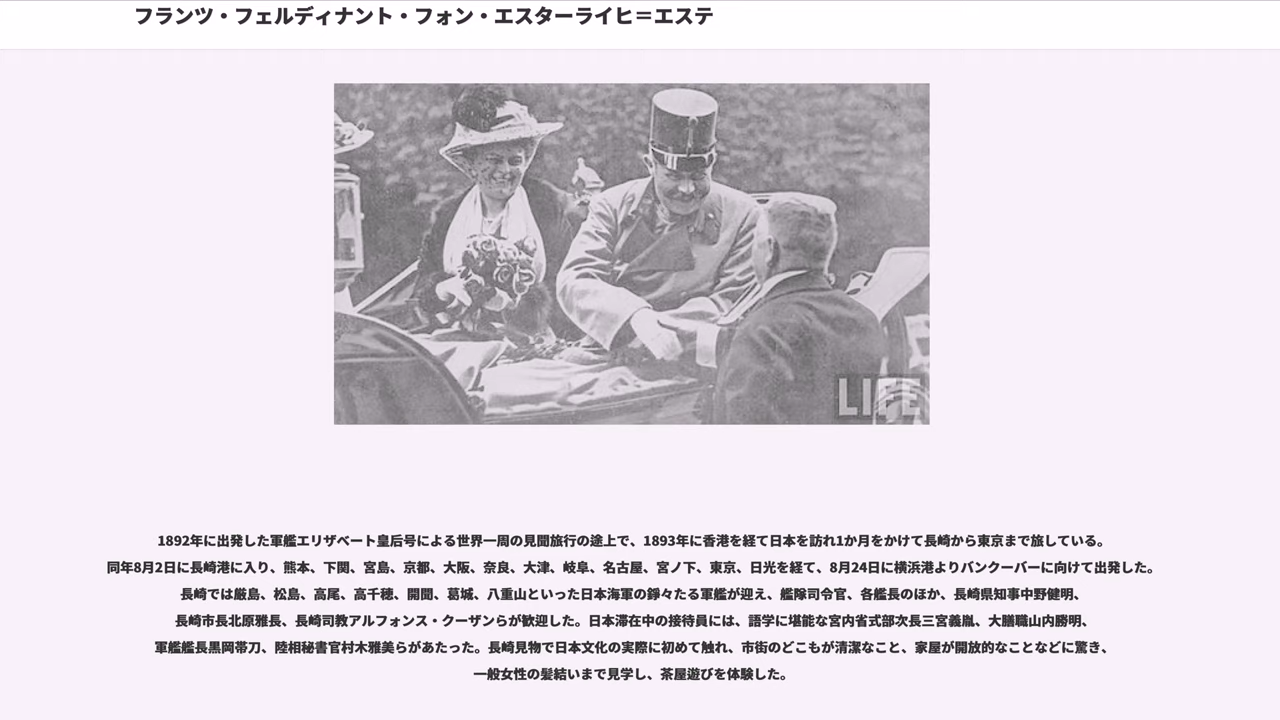 フランツ・フェルディナント・フォン・エスターライヒ＝エステ
LIFE
1892年に出発した軍艦エリザベート皇后号による世界一周の見聞旅行の途上で、1893年に香港を経て日本を訪れ1か月をかけて長崎から東京まで旅している。
同年8月2日に長崎港に入り、熊本、下関、宮島、京都、大阪、奈良、大津、岐阜、名古屋、宮ノ下、東京、日光を経て、8月24日に横浜港よりバンクーバーに向けて出発した。
長崎では厳島、松島、高尾、高千穂、開聞、葛城、八重山といった日本海軍の錚々たる軍艦が迎え、艦隊司令官、各艦長のほか、長崎県知事中野健明、
長崎市長北原雅長、長崎司教アルフォンス・クーザンらが歓迎した。日本滞在中の接待員には、語学に堪能な宮内省式部次長三宮義胤、大膳職山内勝明、
軍艦艦長黒岡帯刀、陸相秘書官村木雅美らがあたった。長崎見物で日本文化の実際に初めて触れ、市街のどこもが清潔なこと、家屋が開放的なことなどに驚き、
一般女性の髪結いまで見学し、茶屋遊びを体験した。